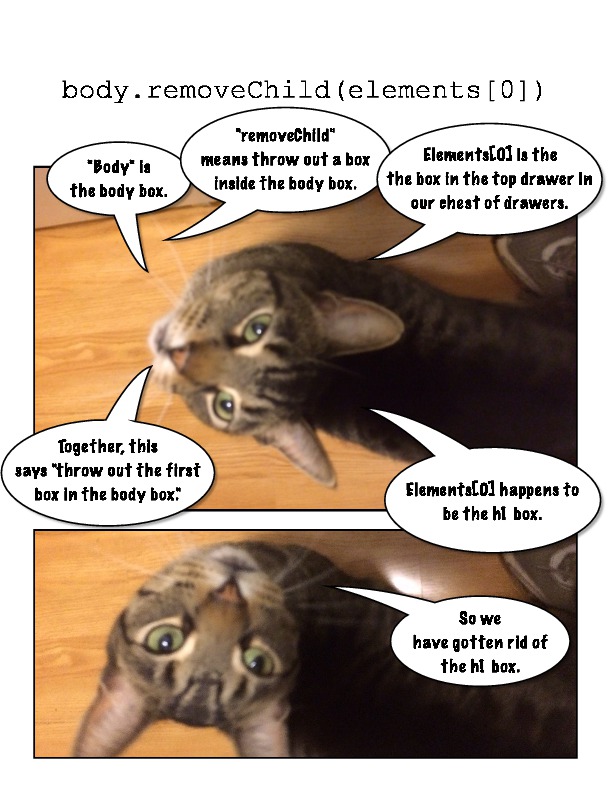 body.removeChild(elements[0])
"Body" is
the body box.
"removeChild"
means throw out a box
inside the body box.
Elements[0] is the
the box in the top drawer in
our chest of drawers.
Together, this
says "throw out the first
box in the body box."
Elements[0] happens to
be the h1 box.
So we
have gotten rid of
the h1 box.